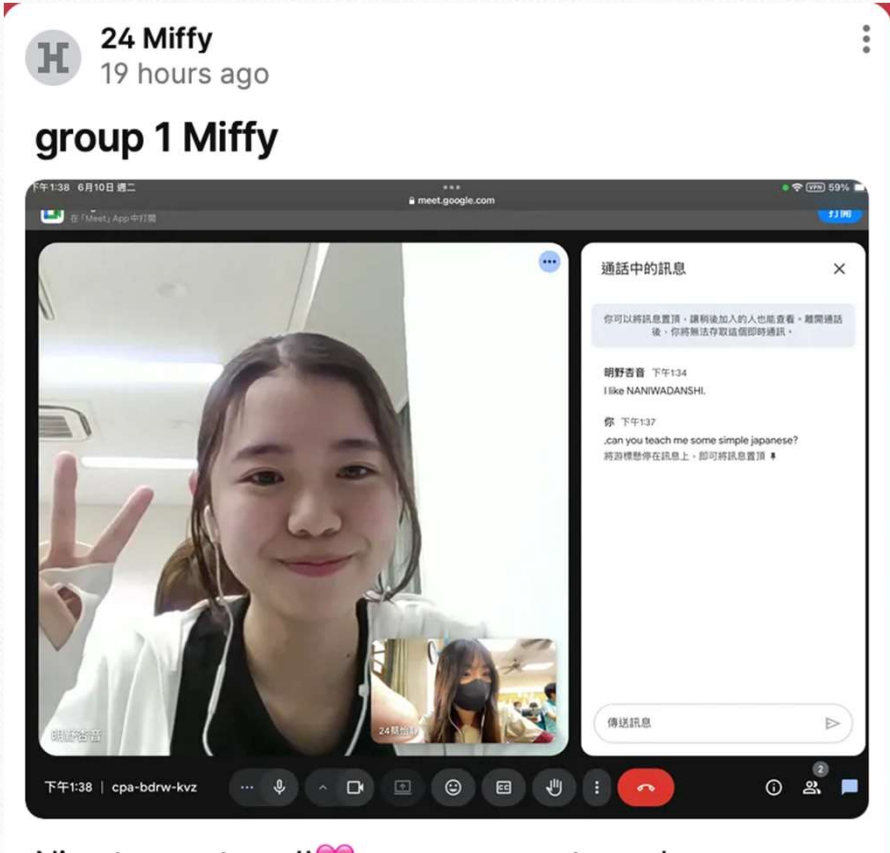 24 Miffy
19 hours ago
group 1 Miffy
下午1:38 6月10日 週二
meet.google.com
VPN 59%
在「Meet」App 中打開
打開
通話中的訊息
你可以將訊息置頂，讓稍後加入的人也能查看。離開通話
後，你將無法存取這個即時通訊。
明野杏音 下午1:34
I like NANIWADANSHI.
你 下午1:37
,can you teach me some simple japanese?
將游標懸停在訊息上，即可將訊息置頂
明野杏音
傳送訊息
下午1:38 | cpa-bdrw-kvz
2